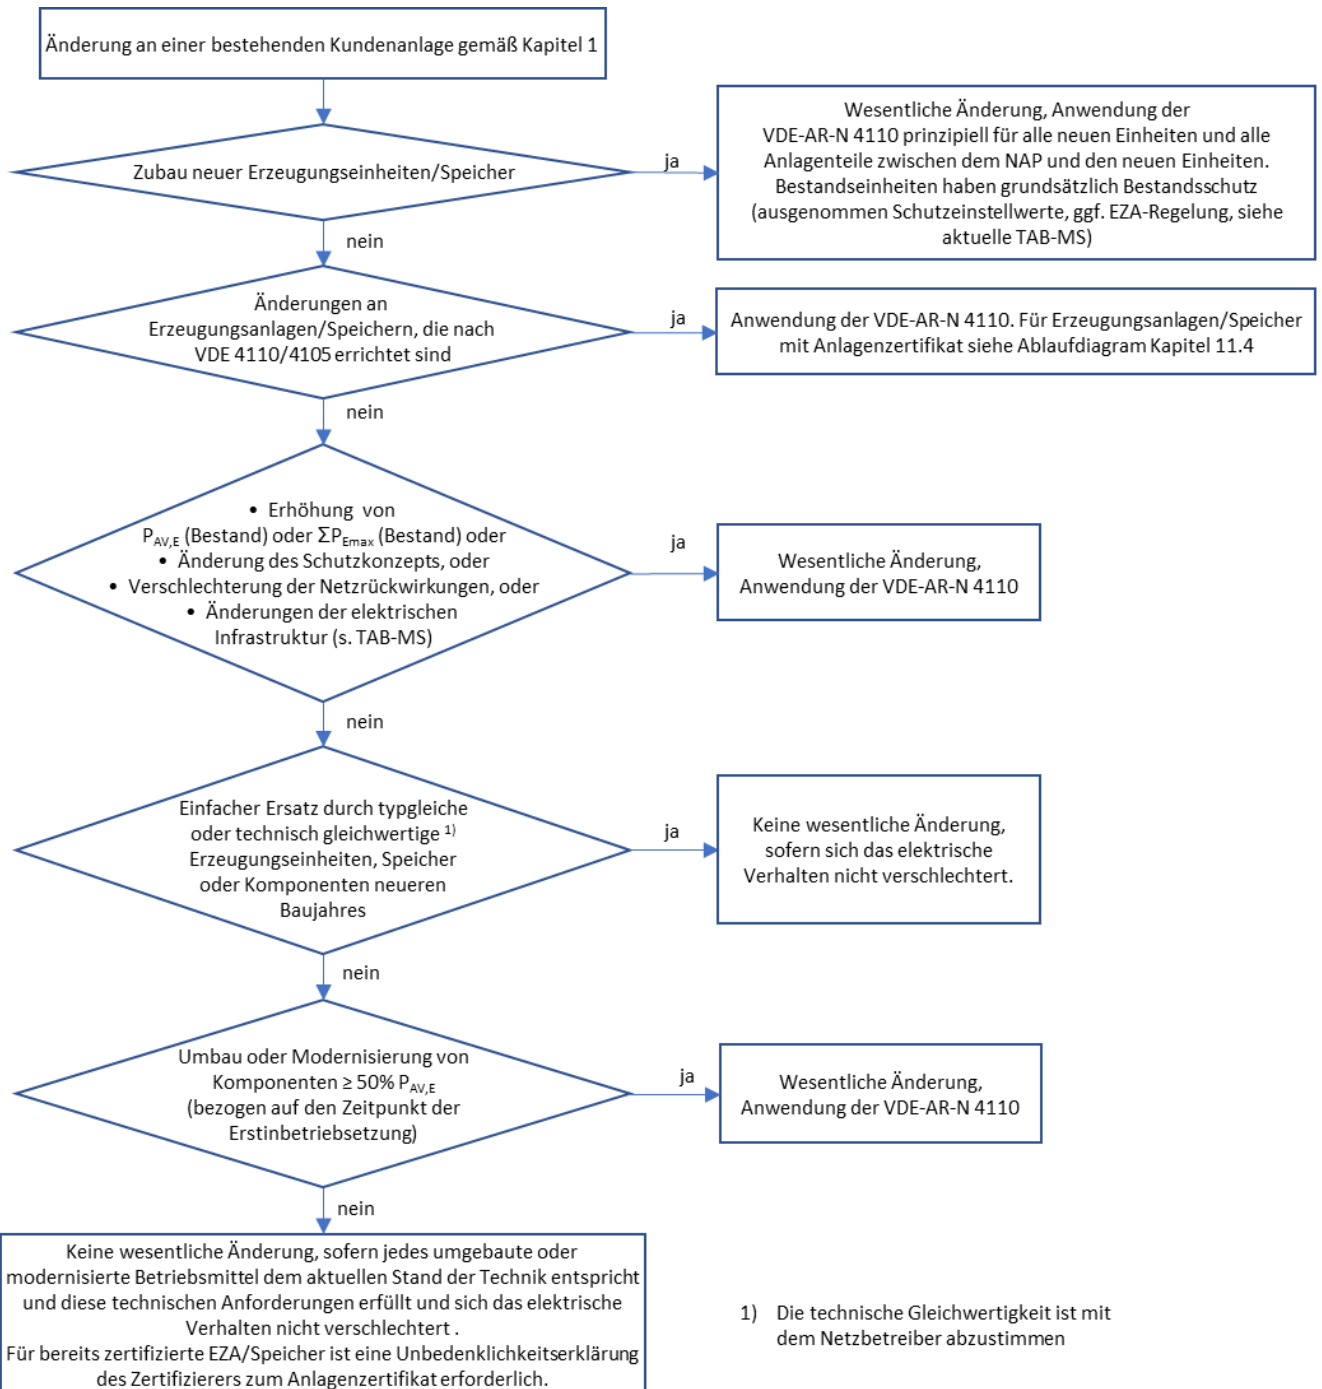 Änderung an einer bestehenden Kundenanlage gemäß Kapitel 1
Zubau neuer Erzeugungseinheiten/Speicher
ja
Wesentliche Änderung, Anwendung der
VDE-AR-N 4110 prinzipiell für alle neuen Einheiten und alle
Anlagenteile zwischen dem NAP und den neuen Einheiten.
Bestandseinheiten haben grundsätzlich Bestandsschutz
(ausgenommen Schutzeinstellwerte, ggf. EZA-Regelung, siehe
aktuelle TAB-MS)
nein
Änderungen an
Erzeugungsanlagen/Speichern, die nach
VDE 4110/4105 errichtet sind
ja
Anwendung der VDE-AR-N 4110. Für Erzeugungsanlagen/Speicher
mit Anlagenzertifikat siehe Ablaufdiagram Kapitel 11.4
nein
• Erhöhung von
P_AV,E (Bestand) oder ΣP_Emax (Bestand) oder
• Änderung des Schutzkonzepts, oder
• Verschlechterung der Netzrückwirkungen, oder
• Änderungen der elektrischen
Infrastruktur (s. TAB-MS)
ja
Wesentliche Änderung,
Anwendung der VDE-AR-N 4110
nein
Einfacher Ersatz durch typgleiche
oder technisch gleichwertige 1)
Erzeugungseinheiten, Speicher
oder Komponenten neueren
Baujahres
ja
Keine wesentliche Änderung,
sofern sich das elektrische
Verhalten nicht verschlechtert.
nein
Umbau oder Modernisierung von
Komponenten ≥ 50% P_AV,E
(bezogen auf den Zeitpunkt der
Erstinbetriebsetzung)
ja
Wesentliche Änderung,
Anwendung der VDE-AR-N 4110
nein
Keine wesentliche Änderung, sofern jedes umgebaute oder
modernisierte Betriebsmittel dem aktuellen Stand der Technik entspricht
und diese technischen Anforderungen erfüllt und sich das elektrische
Verhalten nicht verschlechtert .
Für bereits zertifizierte EZA/Speicher ist eine Unbedenklichkeitserklärung
des Zertifizierers zum Anlagenzertifikat erforderlich.
1) Die technische Gleichwertigkeit ist mit
dem Netzbetreiber abzustimmen